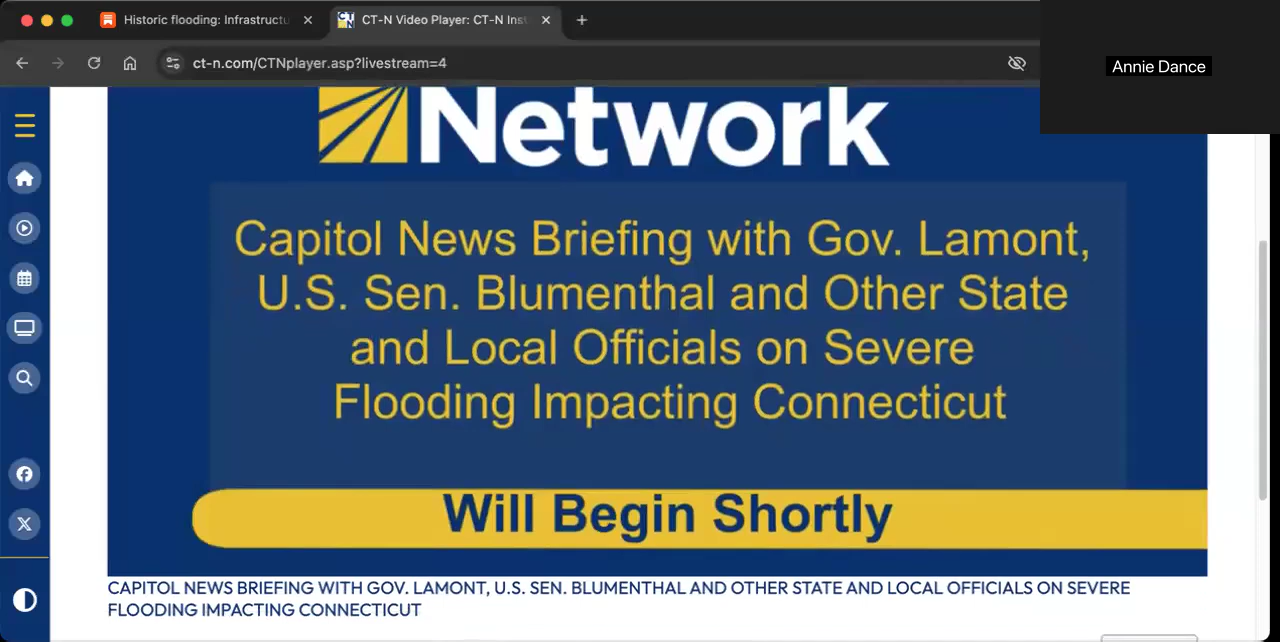 Historic flooding: Infrastructu
CT-N Video Player: CT-N Ins
ct-n.com/CTNplayer.asp?livestream=4
Annie Dance
CT
N
Network
Capitol News Briefing with Gov. Lamont,
U.S. Sen. Blumenthal and Other State
and Local Officials on Severe
Flooding Impacting Connecticut
Will Begin Shortly
CAPITOL NEWS BRIEFING WITH GOV. LAMONT, U.S. SEN. BLUMENTHAL AND OTHER STATE AND LOCAL OFFICIALS ON SEVERE
FLOODING IMPACTING CONNECTICUT